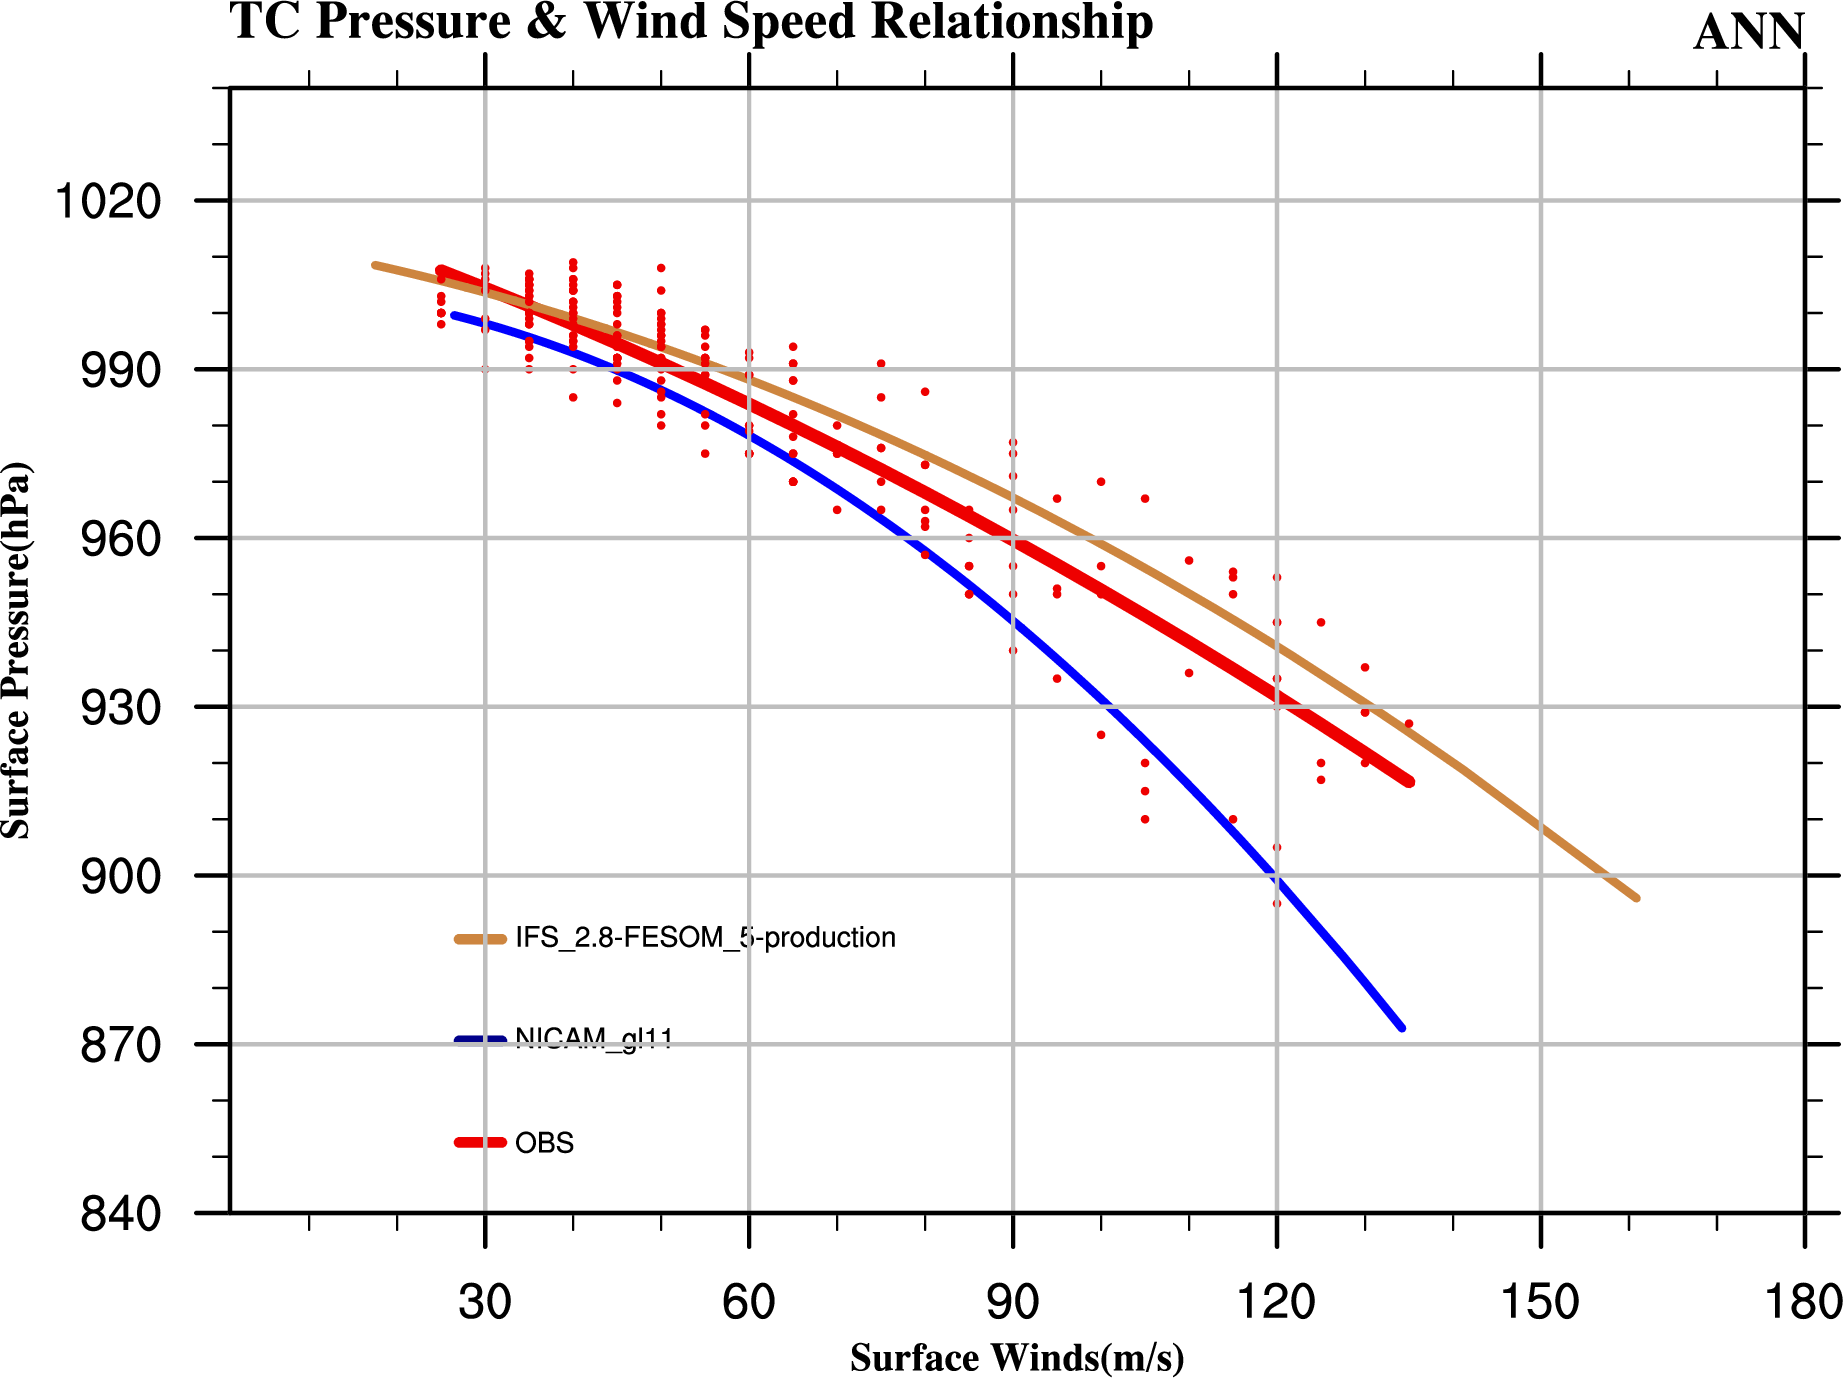 TC Pressure & Wind Speed Relationship
ANN
1020
990
960
930
900
870
840
Surface Pressure(hPa)
IFS_2.8-FESOM_5-production
NICAM_gl11
OBS
30 60 90 120 150 180
Surface Winds(m/s)